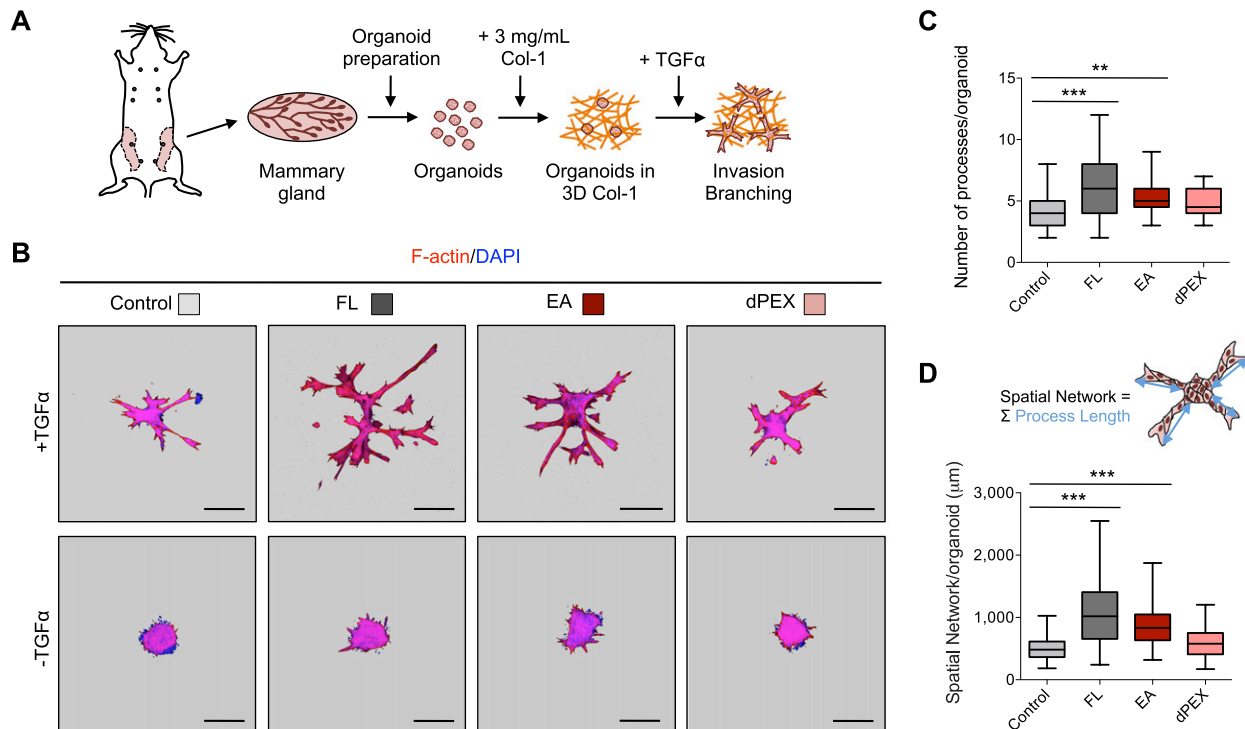 A
Organoid
preparation
+ 3 mg/mL
Col-1
+ TGFα
Mammary
gland
Organoids
Organoids in
3D Col-1
Invasion
Branching
B
F-actin/DAPI
Control
FL
EA
dPEX
+TGFα
-TGFα
C
Number of processes/organoid
15
10
5
0
**
***
Control
FL
EA
dPEX
D
Spatial Network =
Σ Process Length
Spatial Network/organoid (μm)
3,000
2,000
1,000
0
***
***
Control
FL
EA
dPEX